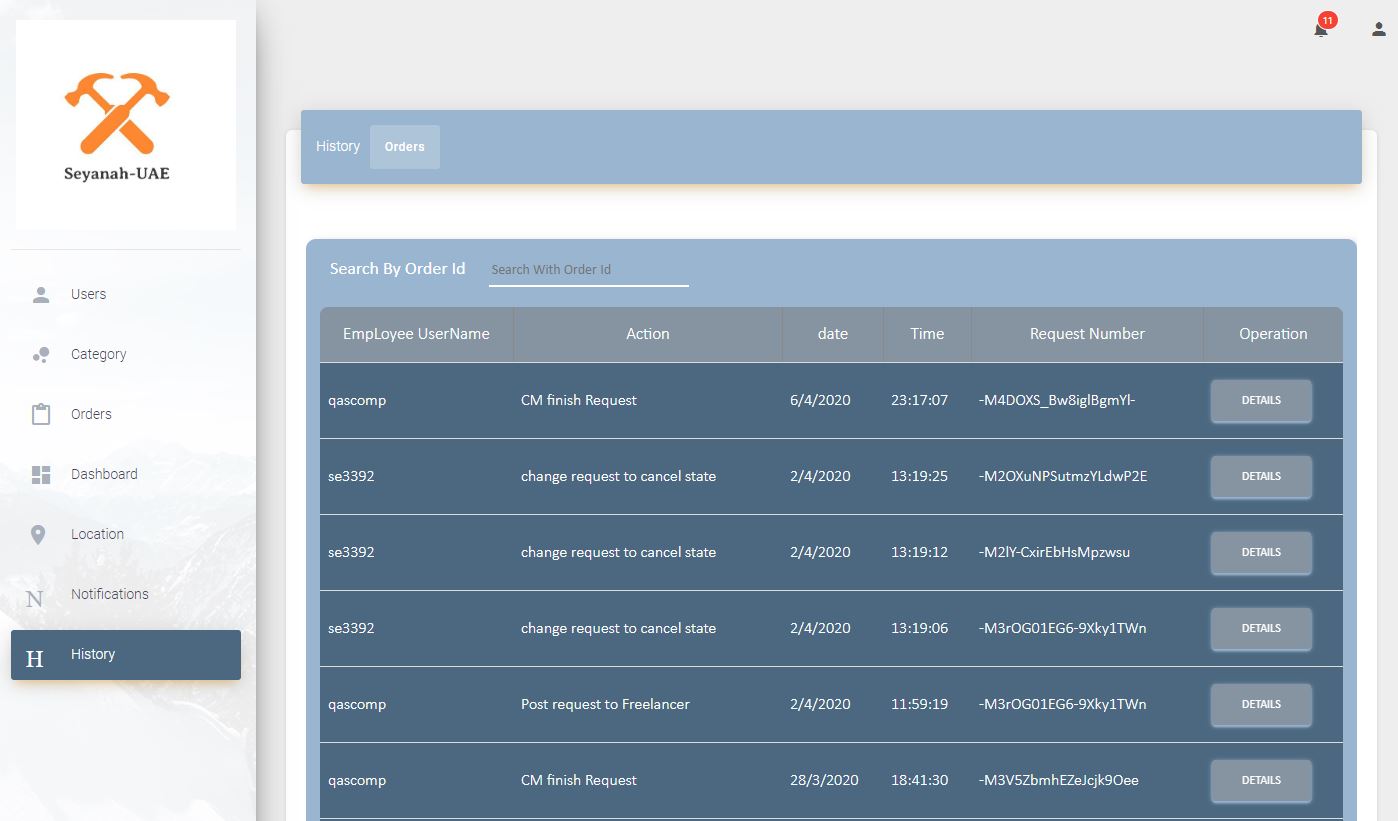 Seyanah-UAE
Users
Category
Orders
Dashboard
Location
N Notifications
H History
11
History Orders
Search By Order Id Search With Order Id
EmpLoyee UserName Action date Time Request Number Operation
qascomp CM finish Request 6/4/2020 23:17:07 -M4DOXS_Bw8iglBgmYl- DETAILS
se3392 change request to cancel state 2/4/2020 13:19:25 -M2OXuNPSutmzYLdwP2E DETAILS
se3392 change request to cancel state 2/4/2020 13:19:12 -M2lY-CxirEbHsMpzwsu DETAILS
se3392 change request to cancel state 2/4/2020 13:19:06 -M3rOG01EG6-9Xky1TWn DETAILS
qascomp Post request to Freelancer 2/4/2020 11:59:19 -M3rOG01EG6-9Xky1TWn DETAILS
qascomp CM finish Request 28/3/2020 18:41:30 -M3V5ZbmhEZeJcjk9Oee DETAILS